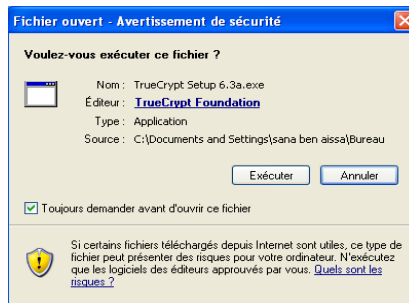 Fichier ouvert - Avertissement de sécurité
Voulez-vous exécuter ce fichier ?
Nom : TrueCrypt Setup 6.3a.exe
Éditeur : TrueCrypt Foundation
Type : Application
Source : C:\Documents and Settings\sana ben aissa\Bureau
Exécuter Annuler
Toujours demander avant d'ouvrir ce fichier
Si certains fichiers téléchargés depuis Internet sont utiles, ce type de
fichier peut présenter des risques pour votre ordinateur. N'exécutez
que les logiciels des éditeurs approuvés par vous. Quels sont les
risques ?